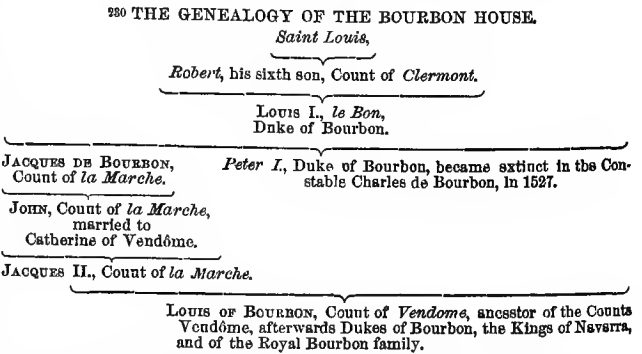 230 THE GENEALOGY OF THE BOURBON HOUSE.
Saint Louis,
Robert, his sixth son, Count of Clermont.
Louis I., le Bon,
Duke of Bourbon.
JACQUES DE BOURBON,
Count of la Marche.
Peter I., Duke of Bourbon, became extinct in the Con-
stable Charles de Bourbon, in 1527.
JOHN, Count of la Marche,
married to
Catherine of Vendôme.
JACQUES II., Count of la Marche.
LOUIS OF BOURBON, Count of Vendome, ancestor of the Counts
Vendôme, afterwards Dukes of Bourbon, the Kings of Navarra,
and of the Royal Bourbon family.